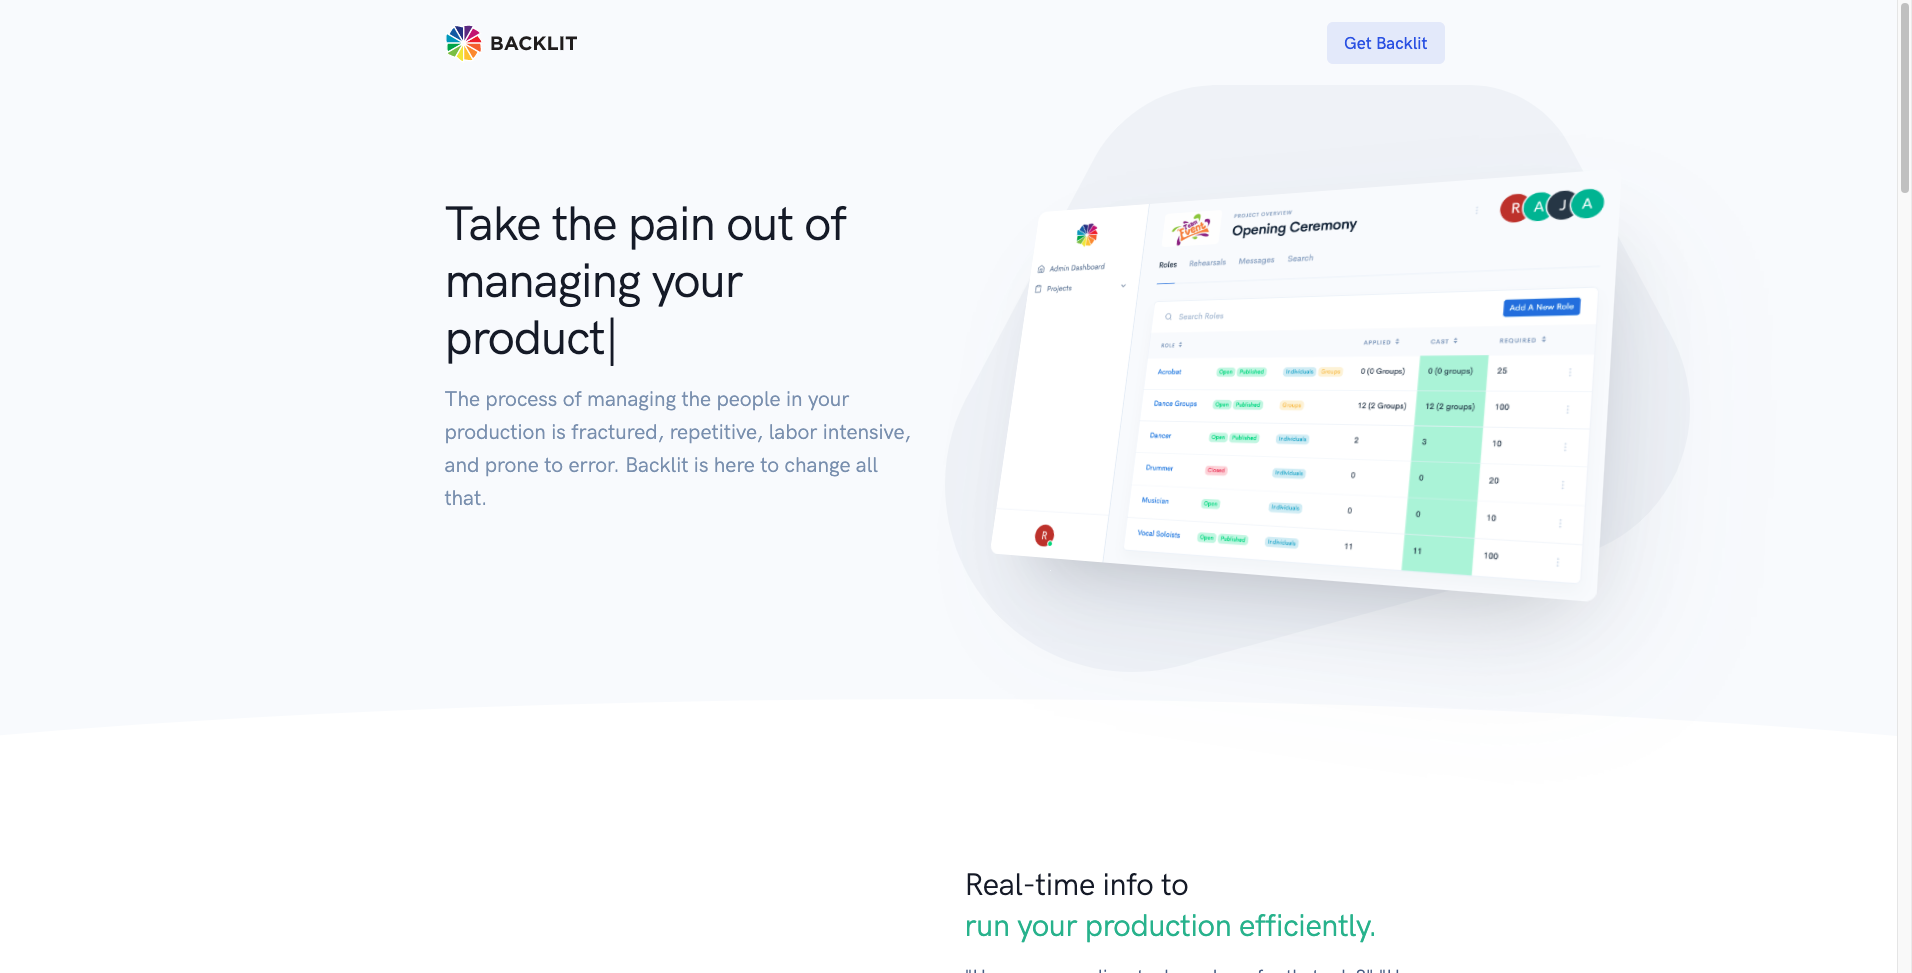 BACKLIT
Get Backlit
Take the pain out of
managing your
product|
The process of managing the people in your
production is fractured, repetitive, labor intensive,
and prone to error. Backlit is here to change all
that.
R A J A
PROJECT OVERVIEW
Opening Ceremony
Admin Dashboard
Projects
Roles Rehearsals Messages Search
Search Roles
Add A New Role
ROLE APPLIED CAST REQUIRED
Acrobat Open Published Individuals Groups 0 (0 Groups) 0 (0 groups) 25
Dance Groups Open Published Groups 12 (2 Groups) 12 (2 groups) 100
Dancer Open Published Individuals 2 3 10
Drummer Closed Individuals 0 0 20
Musician Open Individuals 0 0 10
Vocal Soloists Open Published Individuals 11 11 100
R
Real-time info to
run your production efficiently.